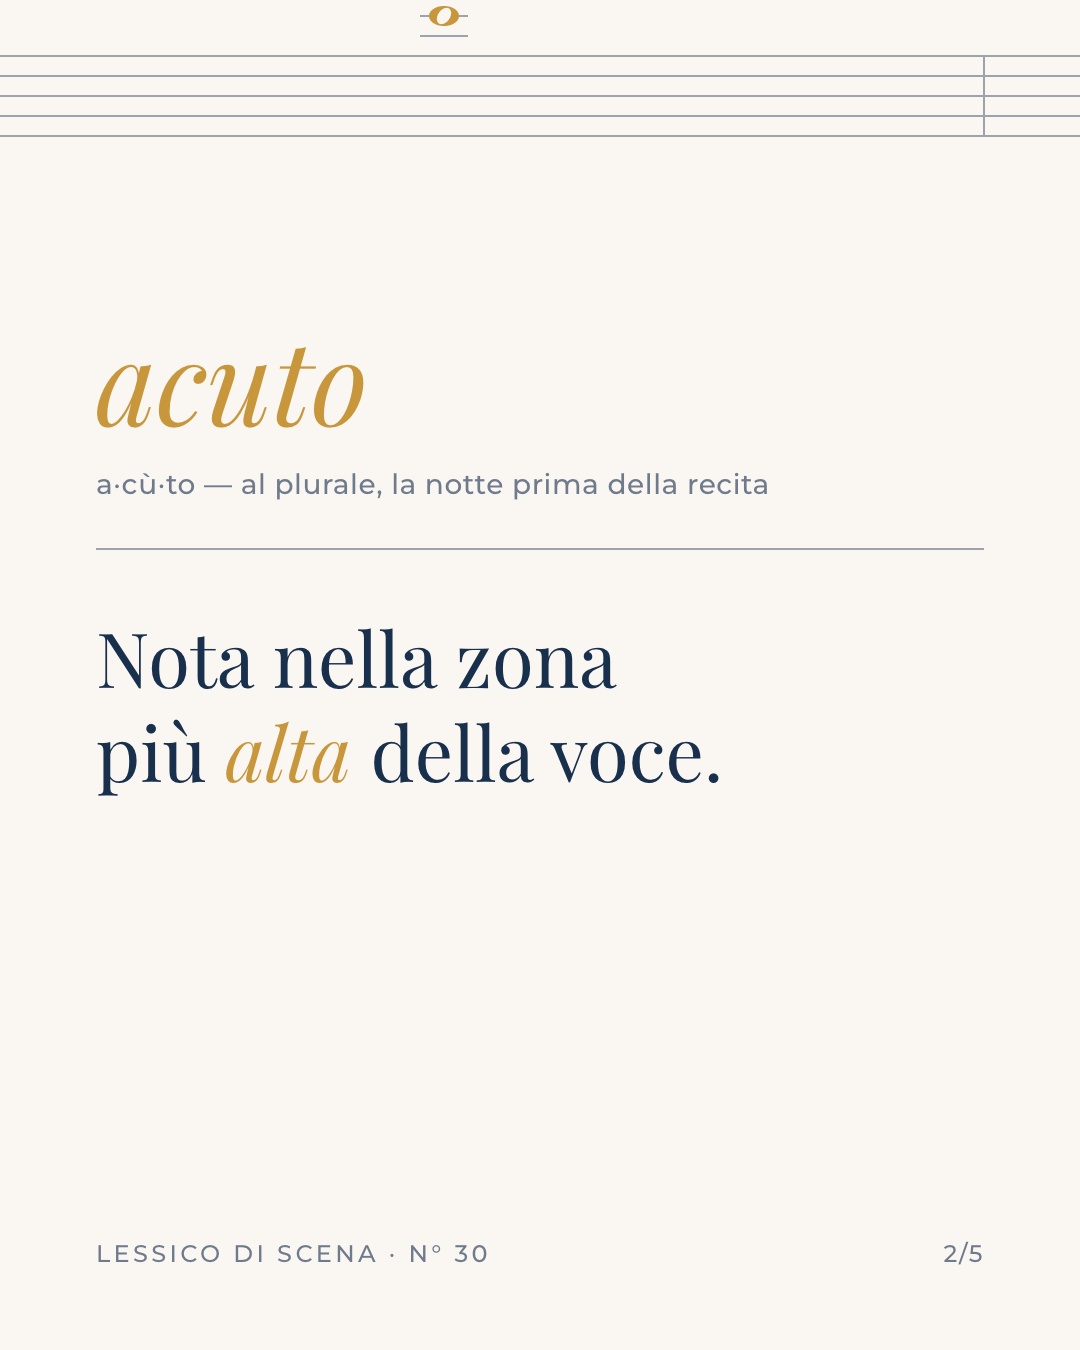 acuto
a·cù·to — al plurale, la notte prima della recita
Nota nella zona
più alta della voce.
LESSICO DI SCENA · N° 30
2/5